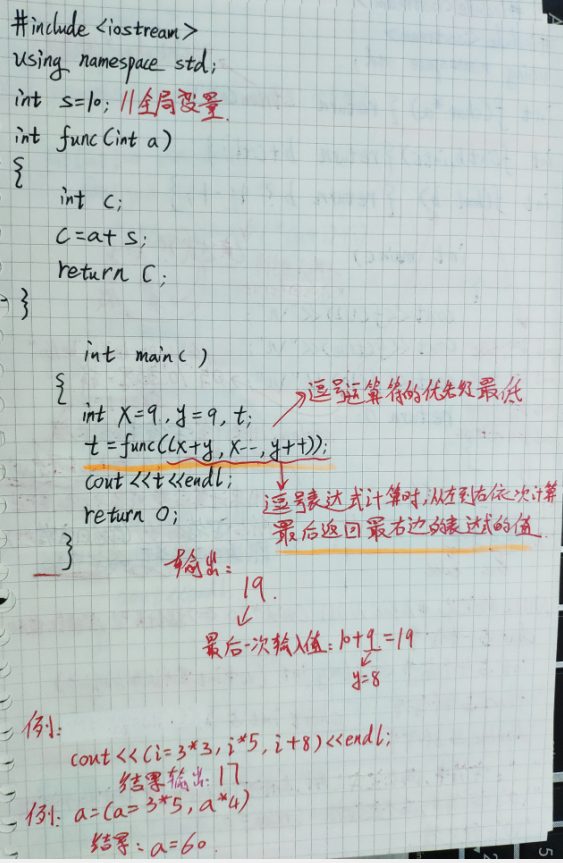 #include <iostream>
using namespace std;
int s=10; //全局变量.
int func(int a)
{
int C;
C=a+s;
return C;
}
int main()
{
逗号运算符的优先级最低
int X=9,y=9,t;
t=func((x+y,X--,y++));
cout<<t<<endl;
逗号表达式计算时,从左到右依次计算
return 0;
最后返回最右边的表达式的值.
}
输出:
19.
最后一次输入值:10+9=19
y=8
例:
cout<<(i=3*3,i*5,i+8)<<endl;
结果输出:17
例:a=(a=3*5,a*4)
结果:a=60.
5